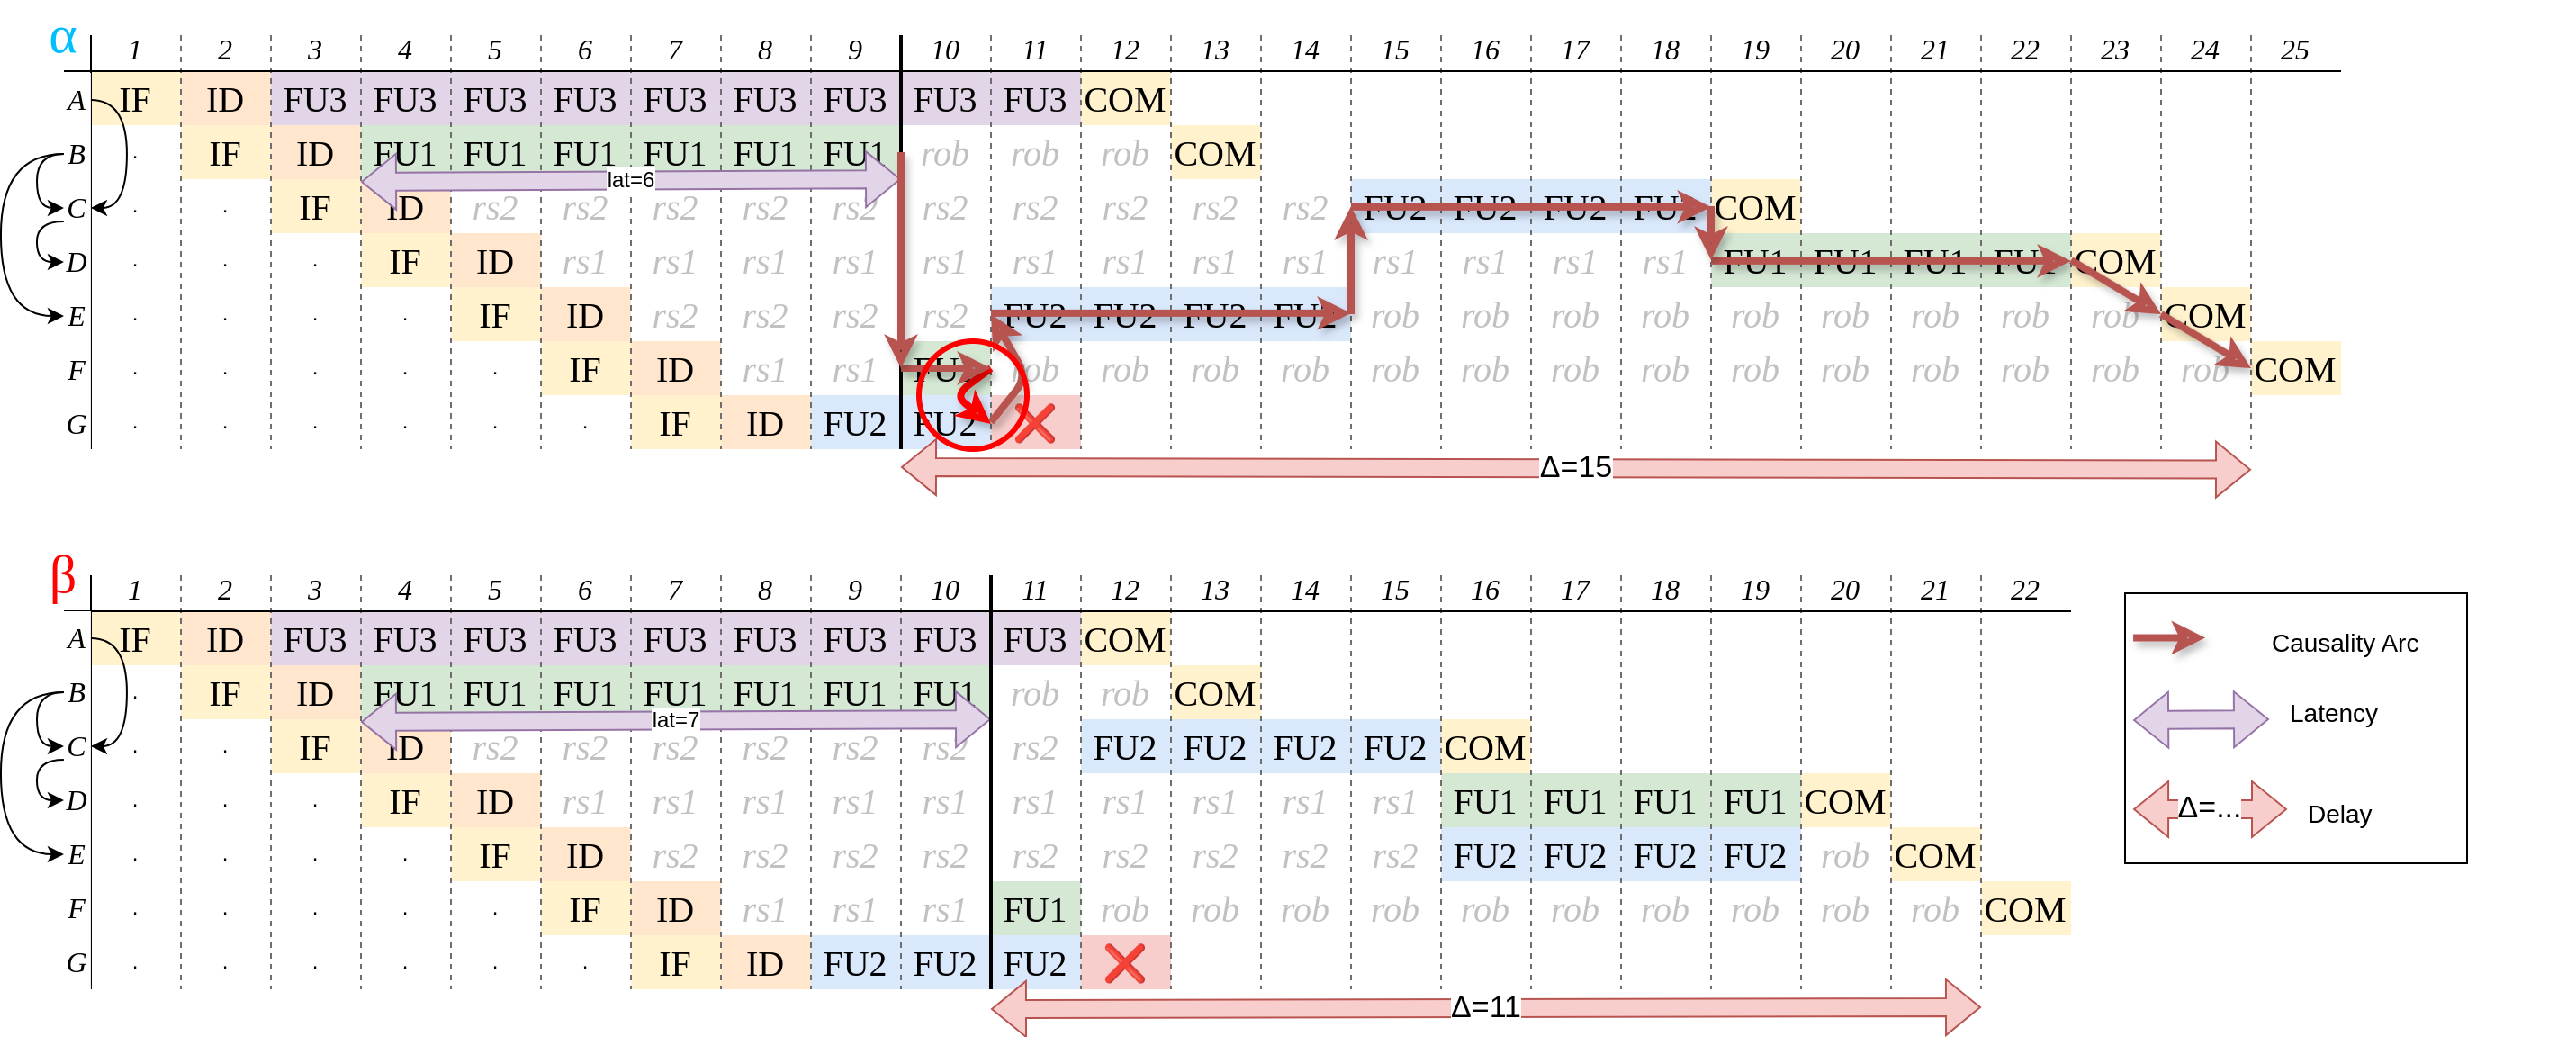 α
1 2 3 4 5 6 7 8 9 10 11 12 13 14 15 16 17 18 19 20 21 22 23 24 25
A IF ID FU3 FU3 FU3 FU3 FU3 FU3 FU3 FU3 FU3 COM
B . IF ID FU1 FU1 FU1 FU1 FU1 FU1 rob rob rob COM
lat=6
C . . IF ID rs2 rs2 rs2 rs2 rs2 rs2 rs2 rs2 rs2 rs2 FU2 FU2 FU2 FU2 COM
D . . . IF ID rs1 rs1 rs1 rs1 rs1 rs1 rs1 rs1 rs1 rs1 rs1 rs1 rs1 FU1 FU1 FU1 FU1 COM
E . . . . IF ID rs2 rs2 rs2 rs2 FU2 FU2 FU2 FU2 rob rob rob rob rob rob rob rob rob COM
F . . . . . IF ID rs1 rs1 FU1 rob rob rob rob rob rob rob rob rob rob rob rob rob rob COM
G . . . . . . IF ID FU2 FU2 ❌
Δ=15
β
1 2 3 4 5 6 7 8 9 10 11 12 13 14 15 16 17 18 19 20 21 22
A IF ID FU3 FU3 FU3 FU3 FU3 FU3 FU3 FU3 FU3 COM
B . IF ID FU1 FU1 FU1 FU1 FU1 FU1 FU1 rob rob COM
lat=7
C . . IF ID rs2 rs2 rs2 rs2 rs2 rs2 rs2 FU2 FU2 FU2 FU2 COM
D . . . IF ID rs1 rs1 rs1 rs1 rs1 rs1 rs1 rs1 rs1 rs1 FU1 FU1 FU1 FU1 COM
E . . . . IF ID rs2 rs2 rs2 rs2 rs2 rs2 rs2 rs2 rs2 FU2 FU2 FU2 FU2 rob COM
F . . . . . IF ID rs1 rs1 rs1 FU1 rob rob rob rob rob rob rob rob rob rob COM
G . . . . . . IF ID FU2 FU2 FU2 ❌
Δ=11
Causality Arc
Latency
Δ=... Delay